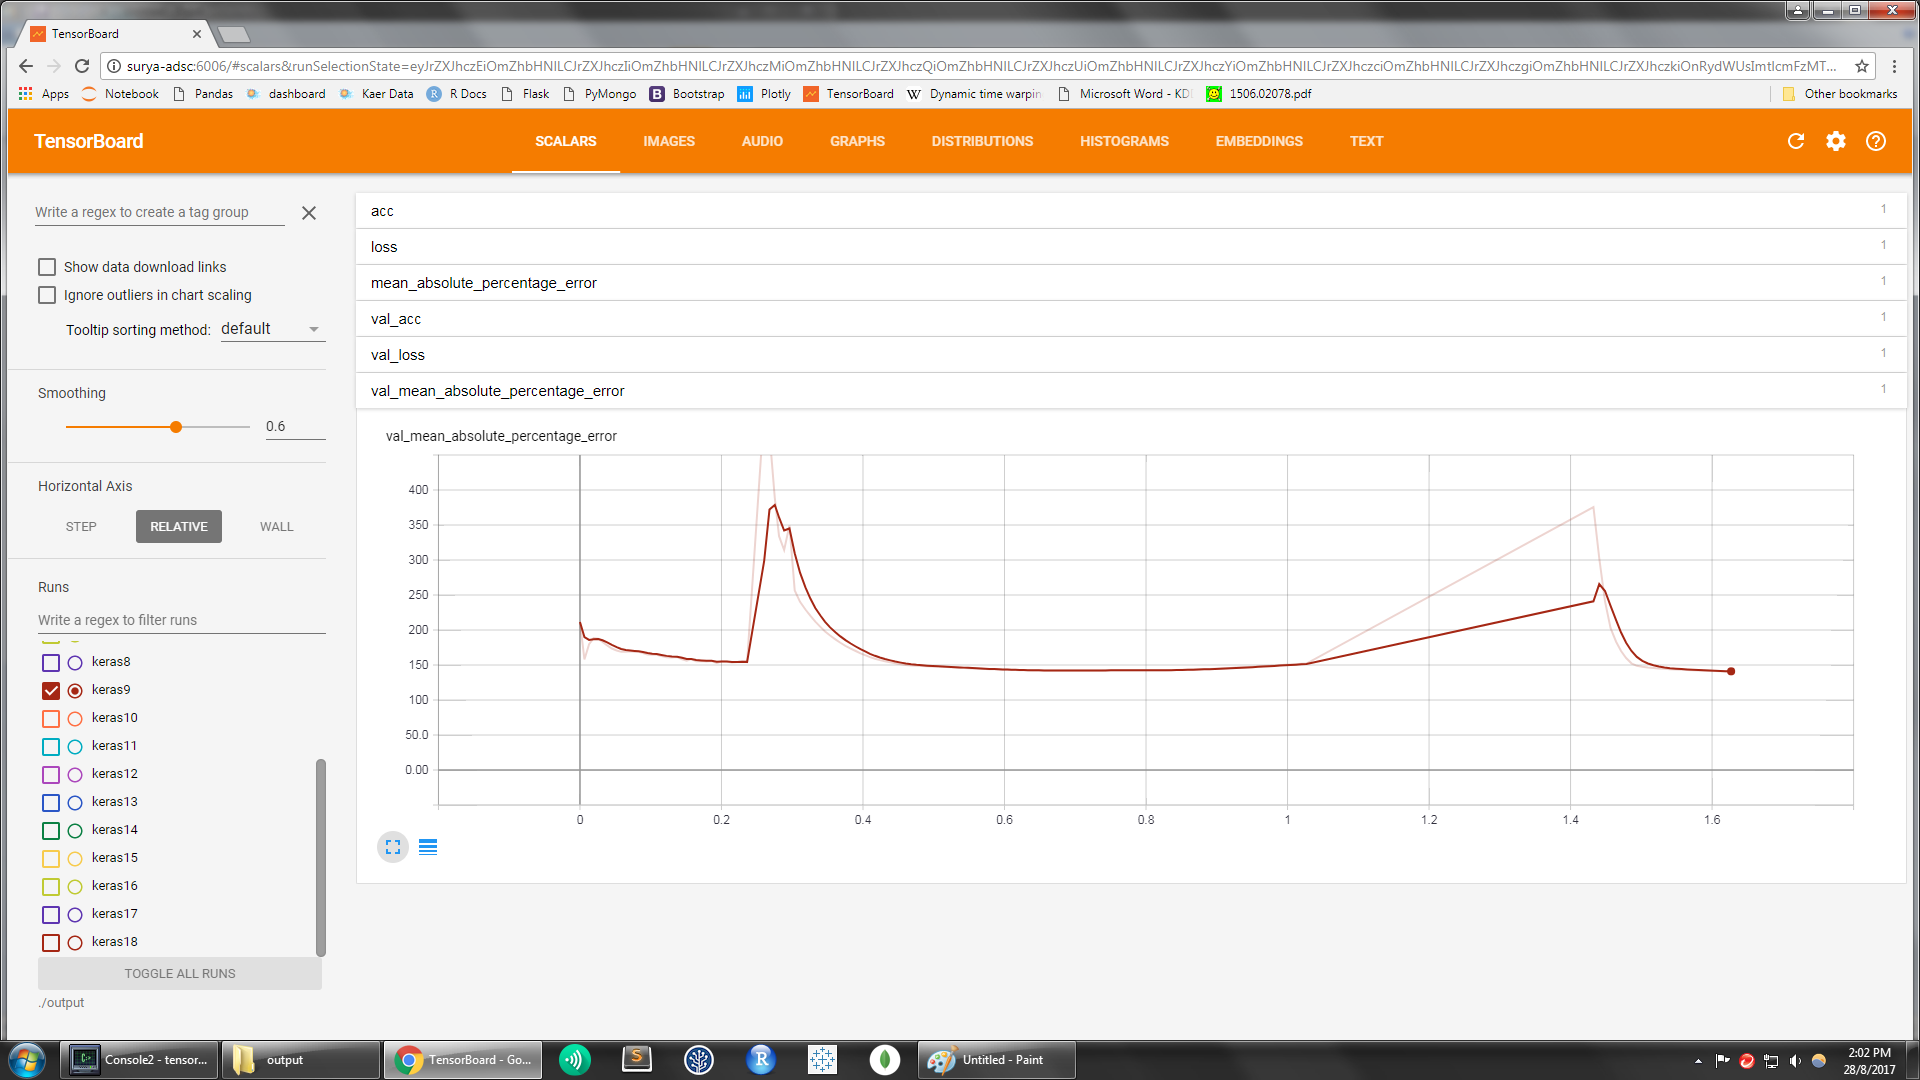 TensorBoard
surya-adsc:6006/#scalars&runSelectionState=
Apps Notebook Pandas dashboard Kaer Data R Docs Flask PyMongo Bootstrap Plotly TensorBoard Dynamic time warpin Microsoft Word - KD 1506.02078.pdf Other bookmarks
TensorBoard SCALARS IMAGES AUDIO GRAPHS DISTRIBUTIONS HISTOGRAMS EMBEDDINGS TEXT
Write a regex to create a tag group
Show data download links
Ignore outliers in chart scaling
Tooltip sorting method: default
Smoothing
0.6
Horizontal Axis
STEP RELATIVE WALL
Runs
Write a regex to filter runs
keras8
keras9
keras10
keras11
keras12
keras13
keras14
keras15
keras16
keras17
keras18
TOGGLE ALL RUNS
./output
acc 1
loss 1
mean_absolute_percentage_error 1
val_acc 1
val_loss 1
val_mean_absolute_percentage_error 1
val_mean_absolute_percentage_error
400
350
300
250
200
150
100
50.0
0.00
0 0.2 0.4 0.6 0.8 1 1.2 1.4 1.6
Console2 - tensor... output TensorBoard - Go... Untitled - Paint
2:02 PM
28/8/2017